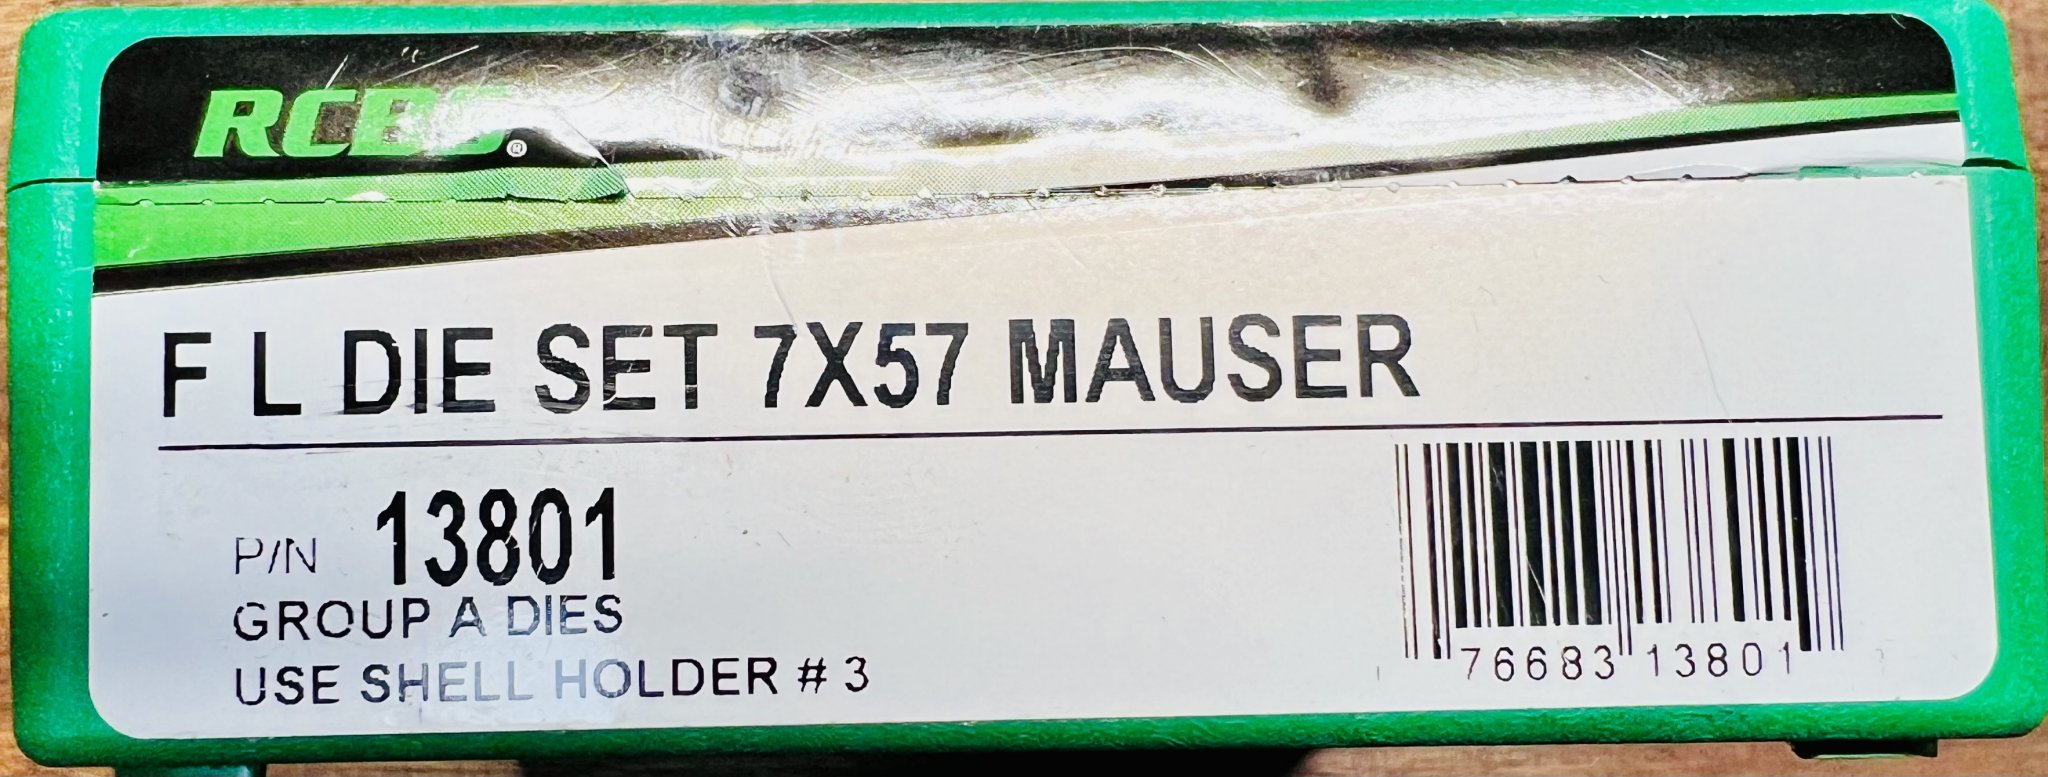 RCBS®
F L DIE SET 7X57 MAUSER
P/N 13801
GROUP A DIES
USE SHELL HOLDER # 3
76683 13801